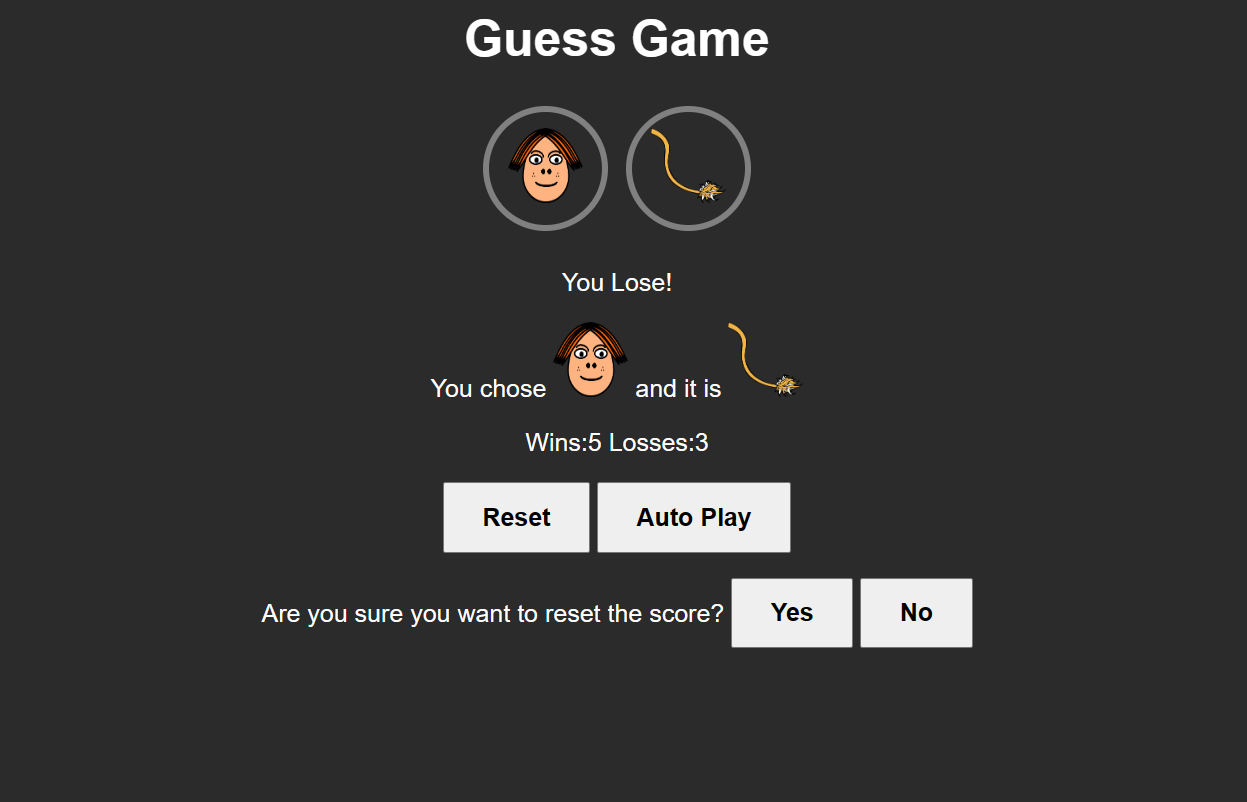 Guess Game
You Lose!
You chose and it is
Wins:5 Losses:3
Reset Auto Play
Are you sure you want to reset the score? Yes No